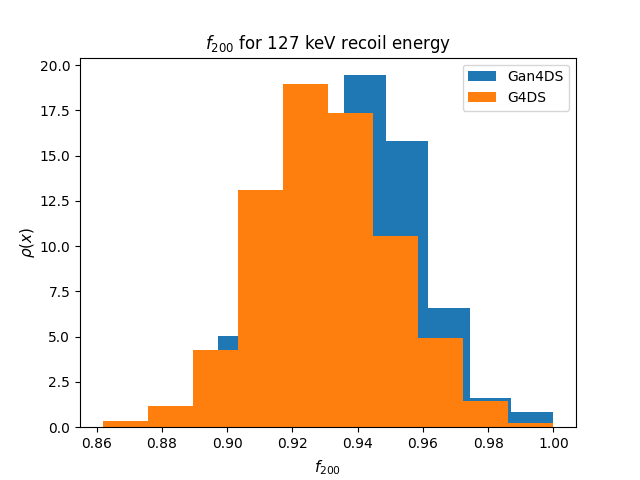 f₂₀₀ for 127 keV recoil energy
Gan4DS
G4DS
ρ(x)
20.0
17.5
15.0
12.5
10.0
7.5
5.0
2.5
0.0
0.86 0.88 0.90 0.92 0.94 0.96 0.98 1.00
f₂₀₀